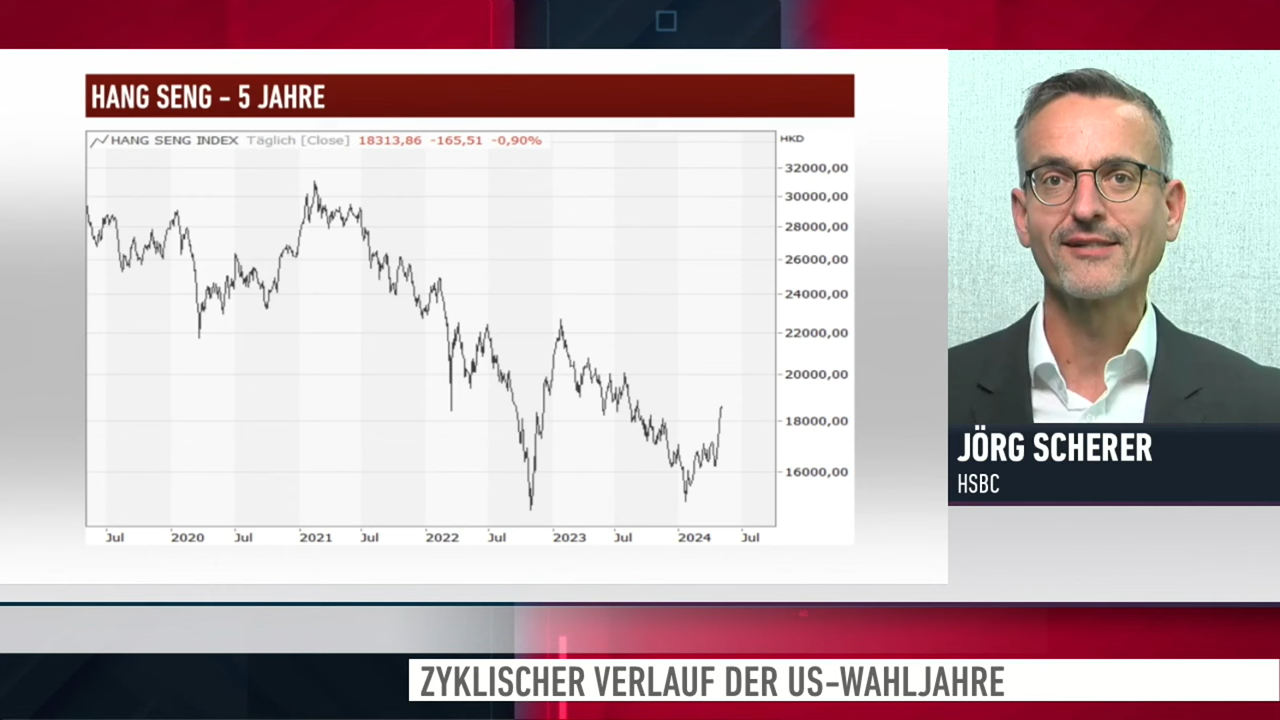 HANG SENG – 5 JAHRE
HANG SENG INDEX Täglich [Close] 18313,86 -165,51 -0,90%
HKD
32000,00
30000,00
28000,00
26000,00
24000,00
22000,00
20000,00
18000,00
16000,00
Jul 2020 Jul 2021 Jul 2022 Jul 2023 Jul 2024 Jul
JÖRG SCHERER
HSBC
ZYKLISCHER VERLAUF DER US-WAHLJAHRE